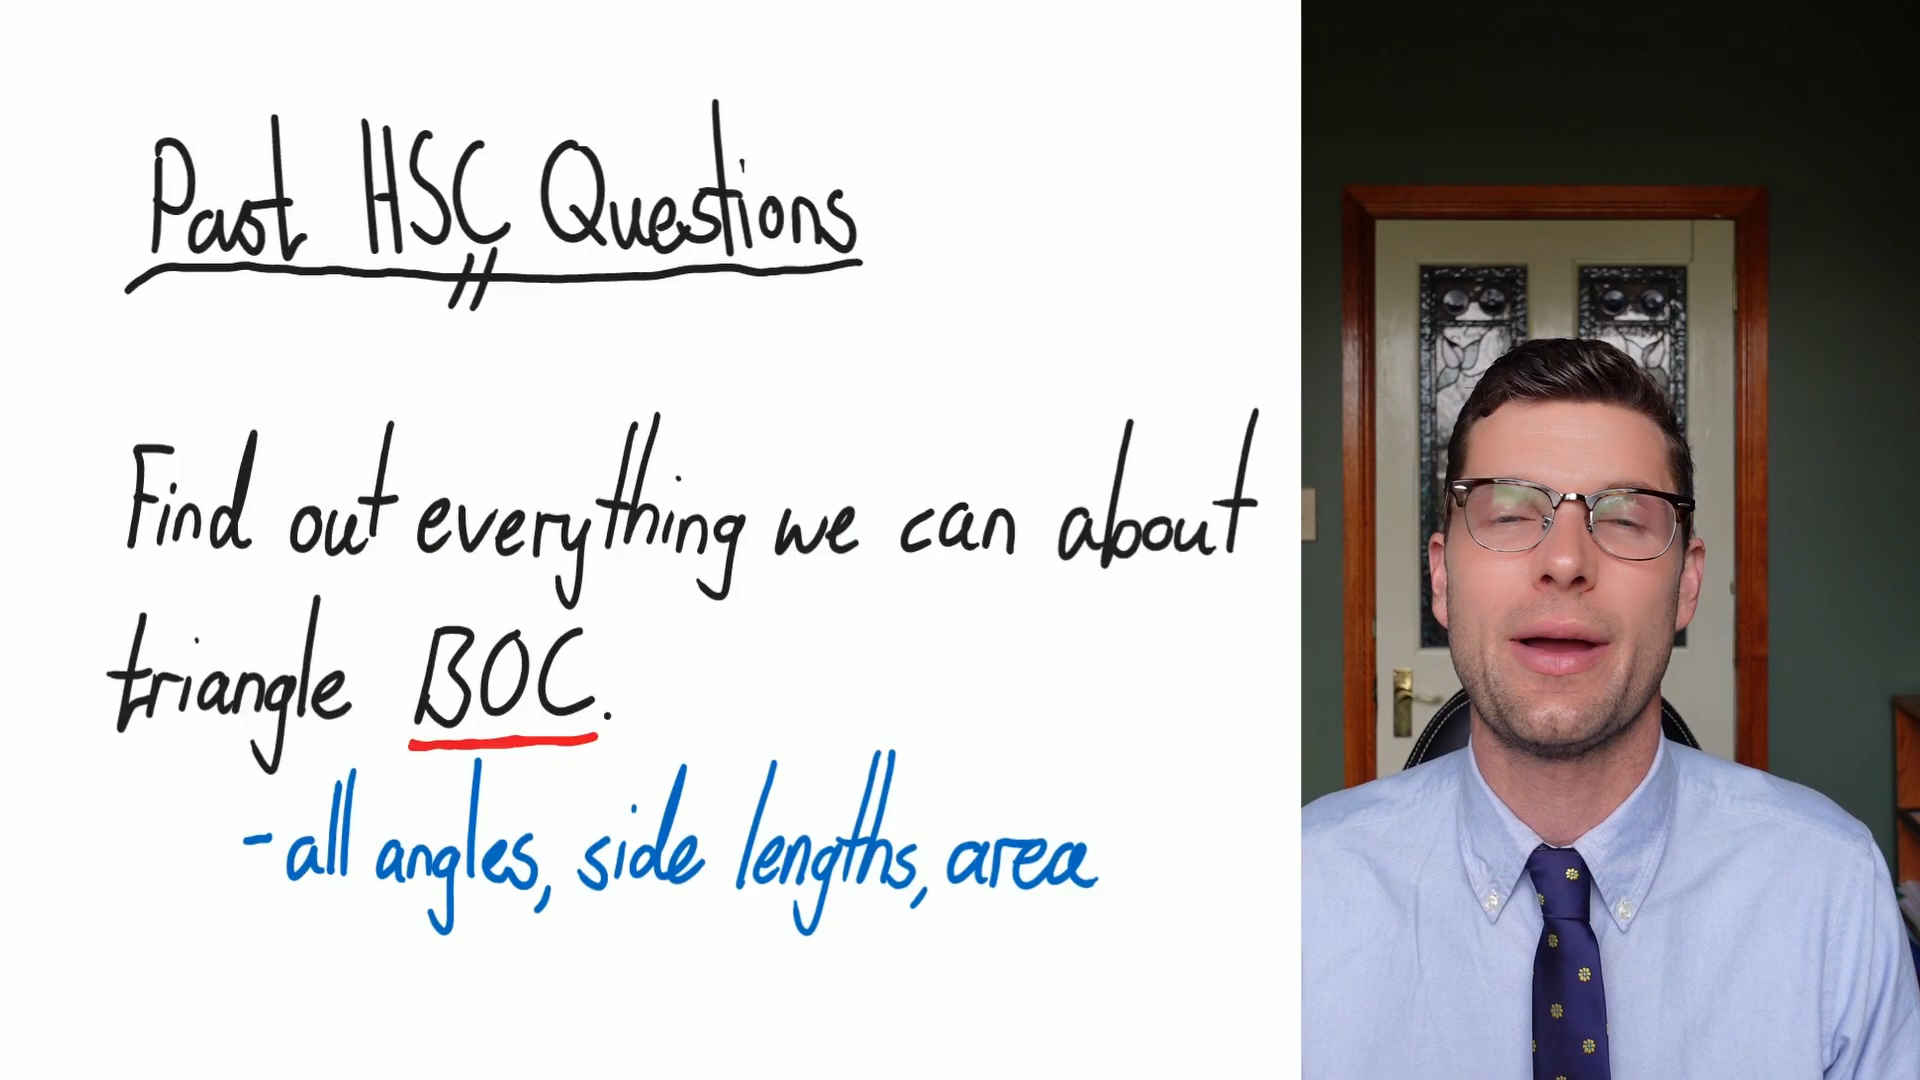 Past HSC Questions
Find out everything we can about
triangle BOC.
- all angles, side lengths, area